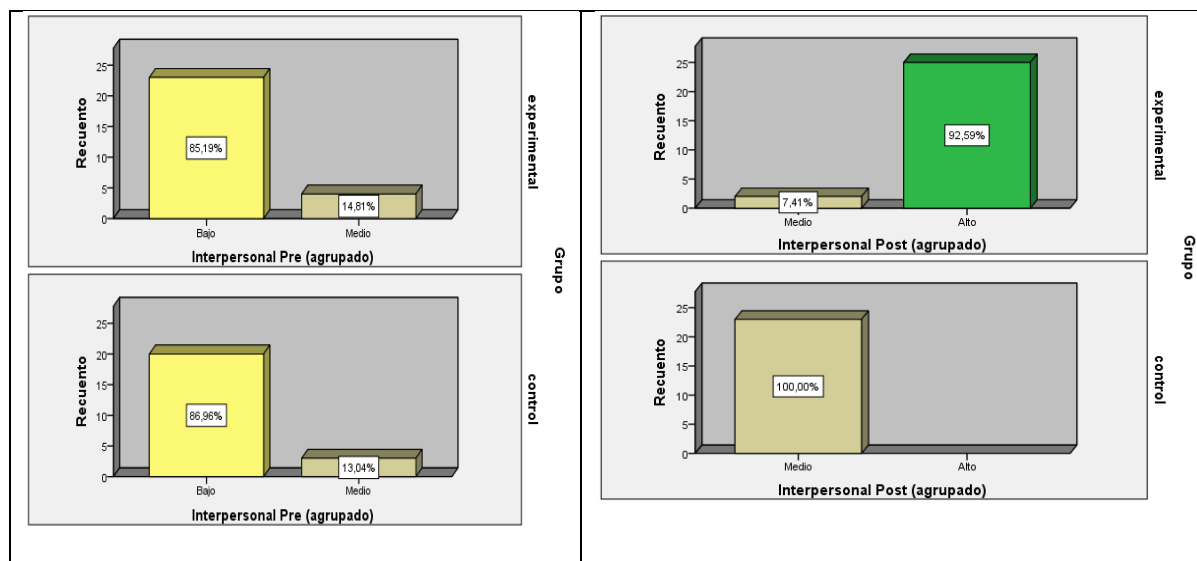 25
20
15
10
5
0
Recuento
85,19%
14,81%
Bajo
Medio
Interpersonal Pre (agrupado)
experimental
25
20
15
10
5
0
Recuento
86,96%
13,04%
Bajo
Medio
Interpersonal Pre (agrupado)
control
Grupo
25
20
15
10
5
0
Recuento
7,41%
92,59%
Medio
Alto
Interpersonal Post (agrupado)
experimental
25
20
15
10
5
0
Recuento
100,00%
Medio
Alto
Interpersonal Post (agrupado)
control
Grupo